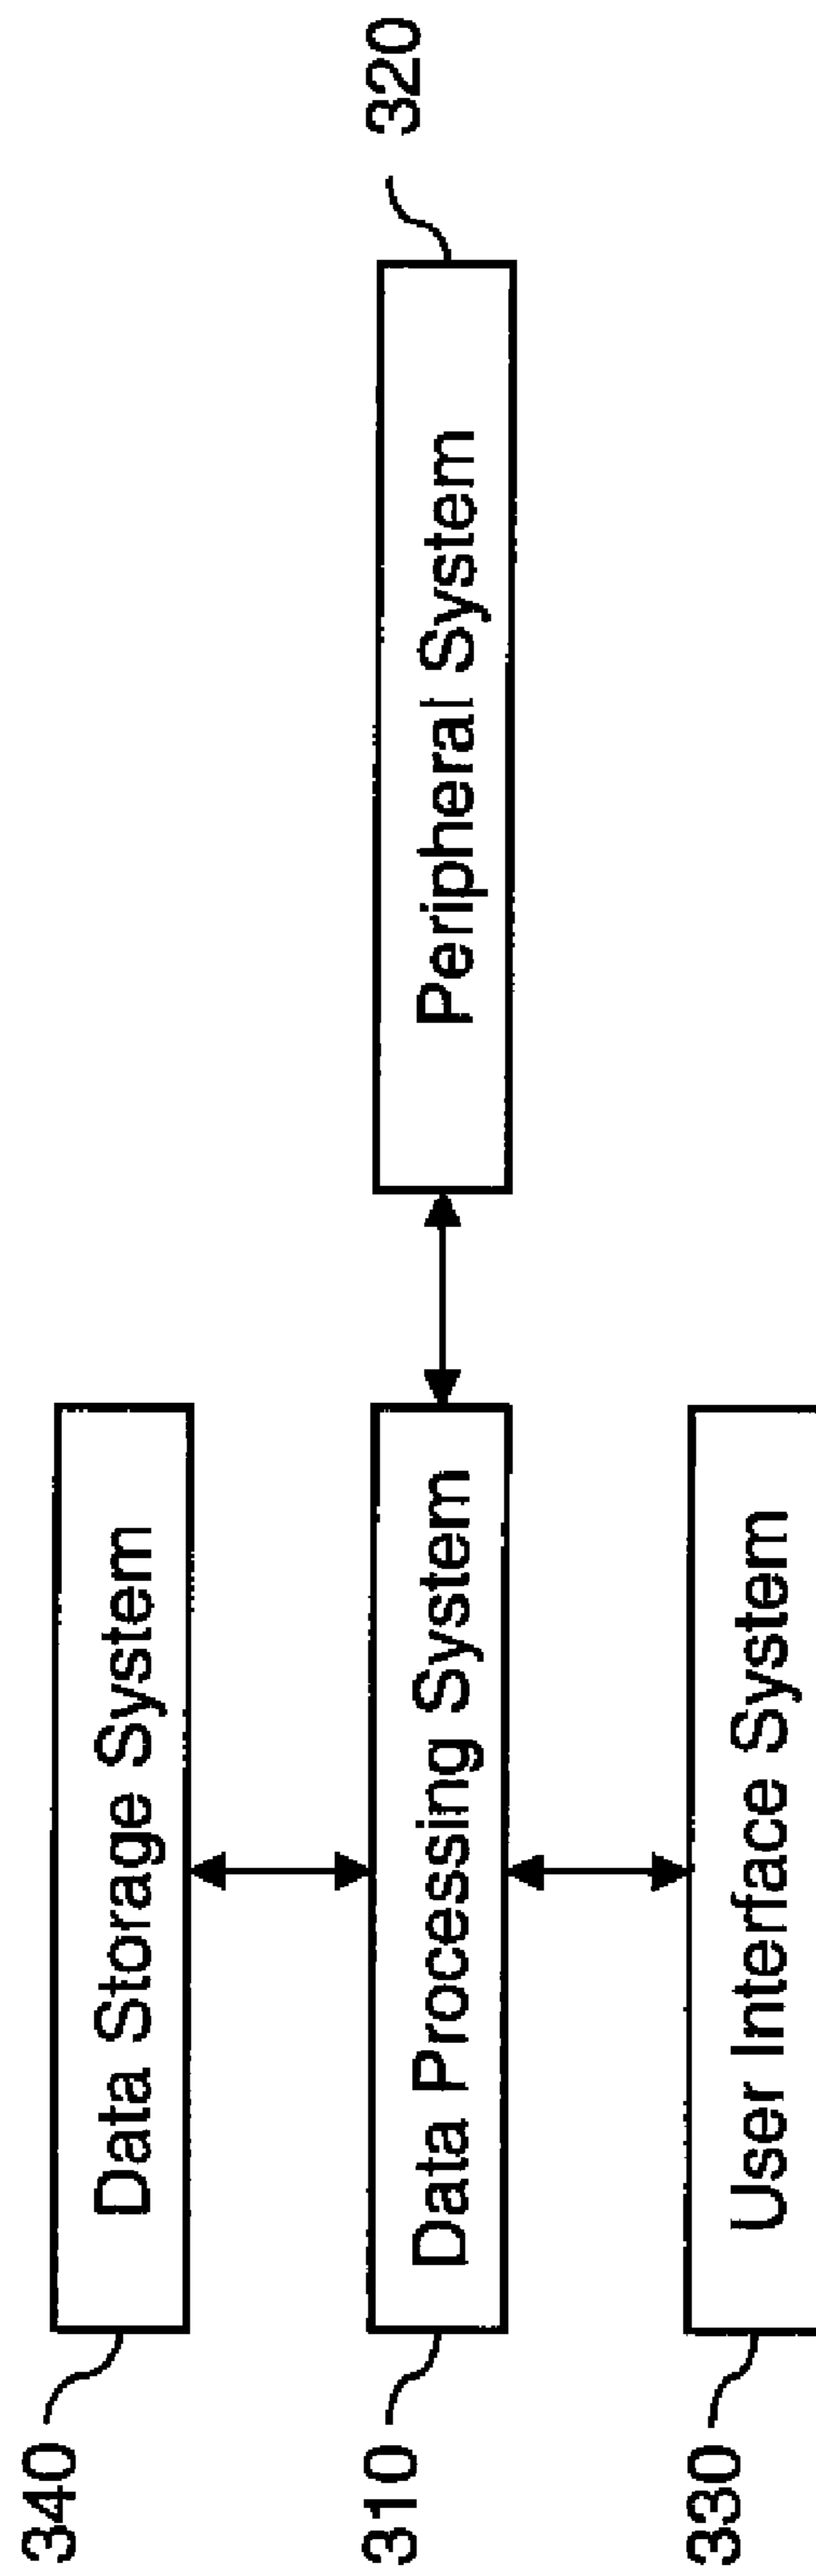 340
Data Storage System
310
Data Processing System
Peripheral System
320
330
User Interface System